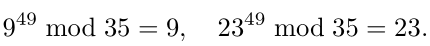 9^49 mod 35 = 9, 23^49 mod 35 = 23.